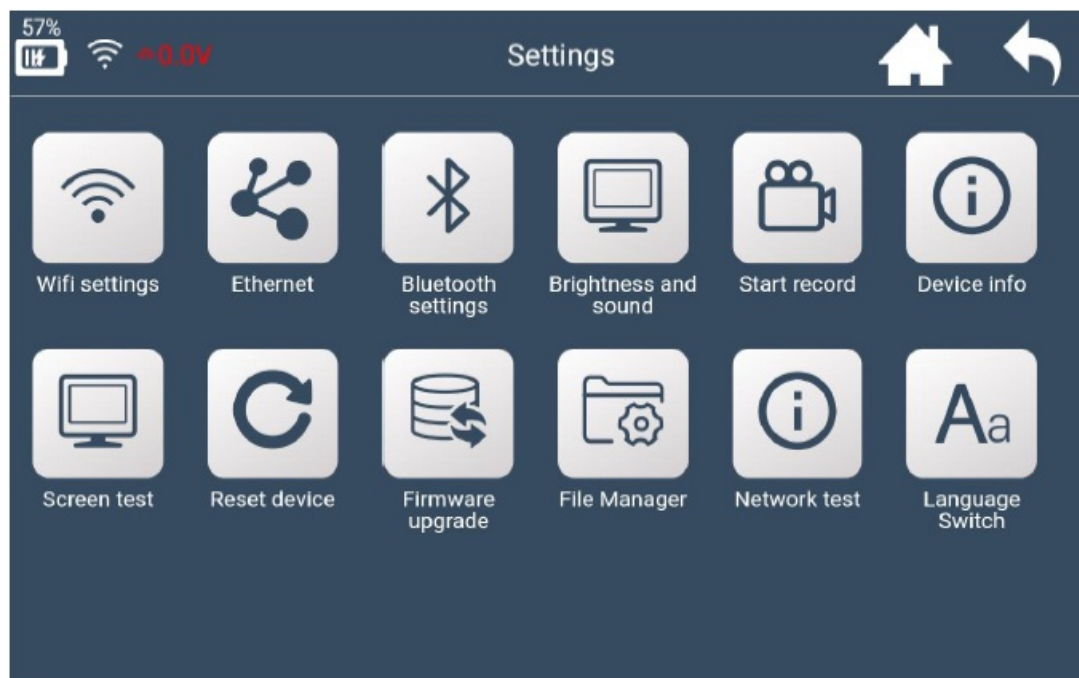 57%
0.0V
Settings
Wifi settings
Ethernet
Bluetooth
settings
Brightness and
sound
Start record
Device info
Screen test
Reset device
Firmware
upgrade
File Manager
Network test
Aa
Language
Switch